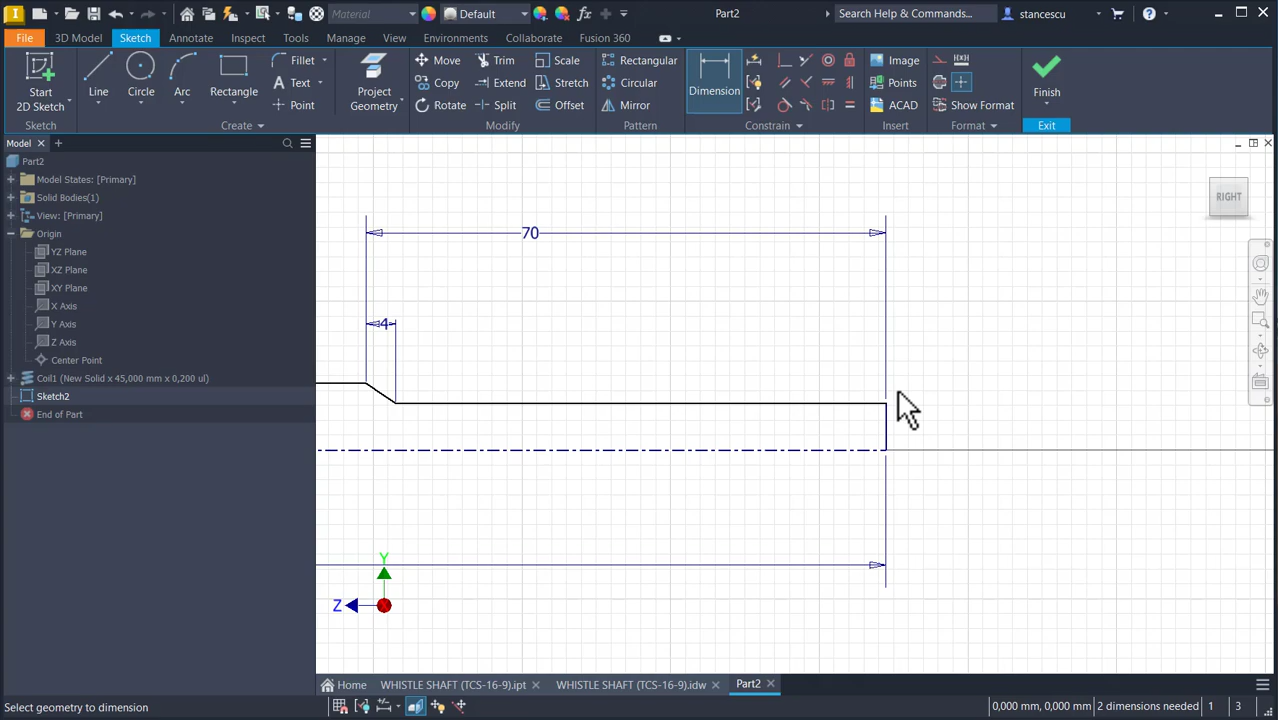 Material
Default
Part2
Search Help & Commands...
stancescu
File
3D Model
Sketch
Annotate
Inspect
Tools
Manage
View
Environments
Collaborate
Fusion 360
Start
2D Sketch
Line
Circle
Arc
Rectangle
Fillet
Text
Point
Project
Geometry
Move
Copy
Rotate
Trim
Extend
Split
Scale
Stretch
Offset
Rectangular
Circular
Mirror
Dimension
Image
Points
ACAD
Show Format
Finish
Sketch
Create
Modify
Pattern
Constrain
Insert
Format
Exit
Model
Part2
Model States: [Primary]
Solid Bodies(1)
View: [Primary]
Origin
YZ Plane
XZ Plane
XY Plane
X Axis
Y Axis
Z Axis
Center Point
Coil1 (New Solid x 45,000 mm x 0,200 ul)
Sketch2
End of Part
RIGHT
70
4
Y
Z
Home
WHISTLE SHAFT (TCS-16-9).ipt
WHISTLE SHAFT (TCS-16-9).idw
Part2
Select geometry to dimension
0,000 mm, 0,000 mm
2 dimensions needed
1
3